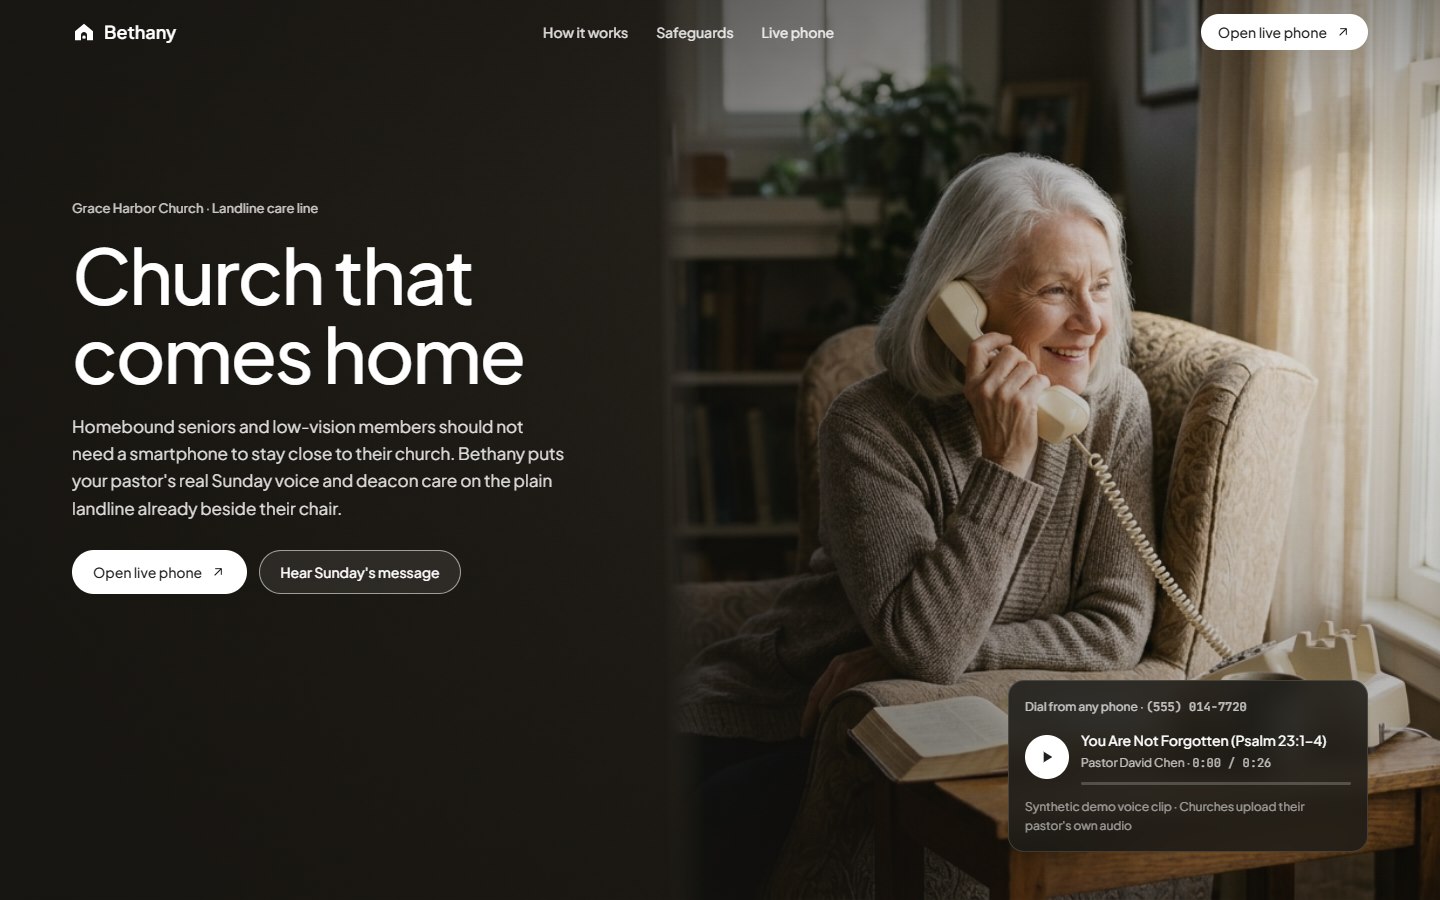 Bethany
How it works
Safeguards
Live phone
Open live phone
Grace Harbor Church · Landline care line
Church that
comes home
Homebound seniors and low-vision members should not
need a smartphone to stay close to their church. Bethany puts
your pastor's real Sunday voice and deacon care on the plain
landline already beside their chair.
Open live phone
Hear Sunday's message
Dial from any phone · (555) 014-7720
You Are Not Forgotten (Psalm 23:1–4)
Pastor David Chen · 0:00 / 0:26
Synthetic demo voice clip · Churches upload their
pastor's own audio